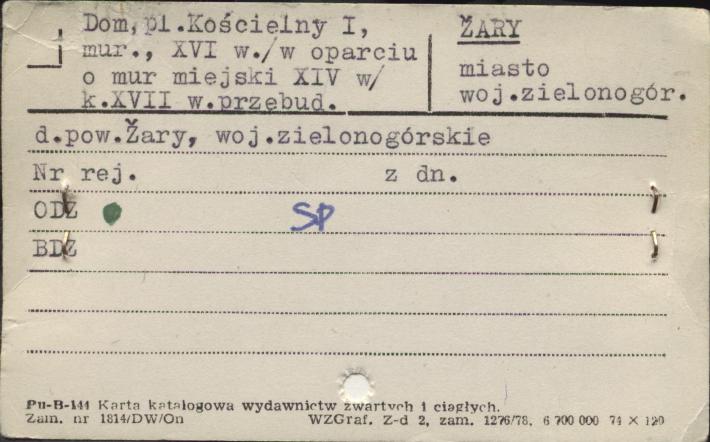 Dom, pl.Kościelny I,
mur., XVI w./w oparciu
o mur miejski XIV w/
k.XVII w.przebud.
ŻARY
miasto
woj.zielonogór.
d.pow.Żary, woj.zielonogórskie
Nr rej. z dn.
ODZ SP
BDZ
Pu-B-144 Karta katalogowa wydawnictw zwartych i ciągłych.
Zam. nr 1814/DW/On WZGraf. Z-d 2, zam. 1276/78. 6 700 000 74 X 120